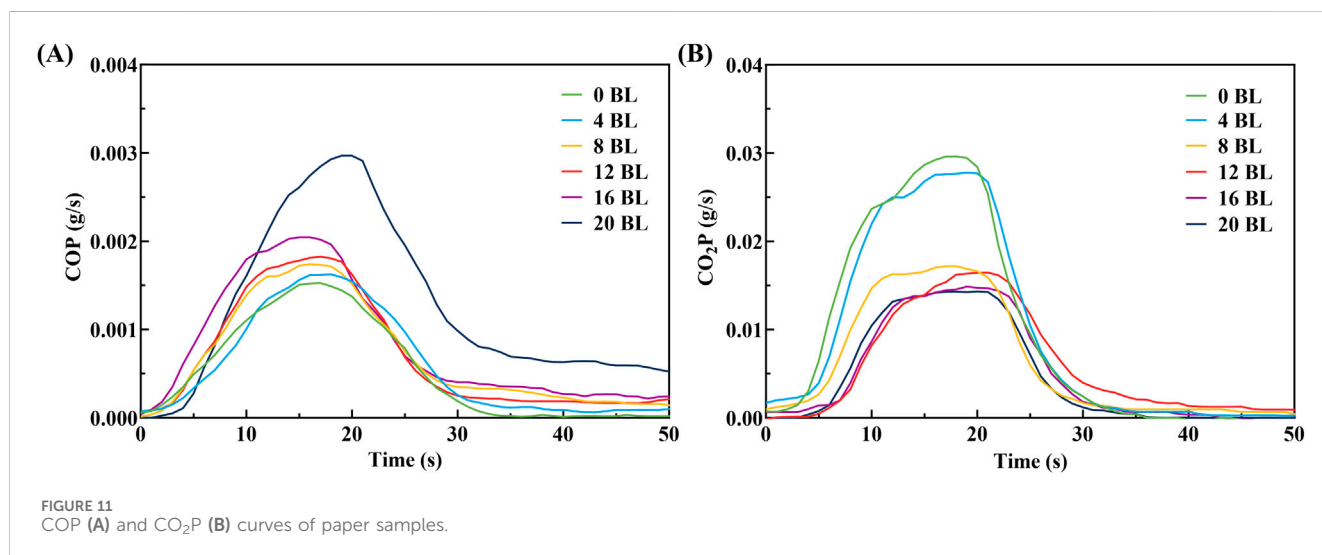 (A)
0.004
0.003
0.002
0.001
0.000
COP (g/s)
0 BL
4 BL
8 BL
12 BL
16 BL
20 BL
0 10 20 30 40 50
Time (s)
(B)
0.04
0.03
0.02
0.01
0.00
CO₂P (g/s)
0 BL
4 BL
8 BL
12 BL
16 BL
20 BL
0 10 20 30 40 50
Time (s)
FIGURE 11
COP (A) and CO₂P (B) curves of paper samples.